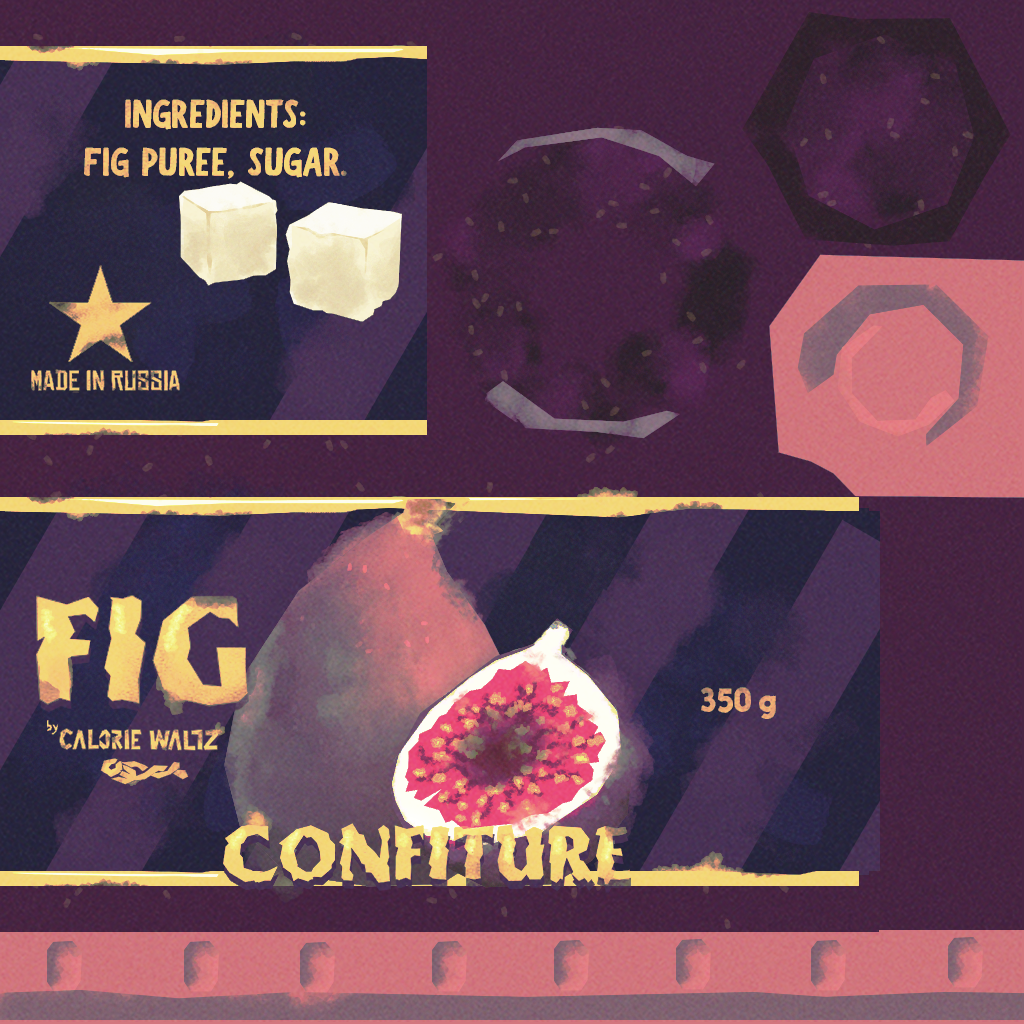 INGREDIENTS:
FIG PUREE, SUGAR.
MADE IN RUSSIA
FIG
by CALORIE WALTZ
350 g
CONFITURE